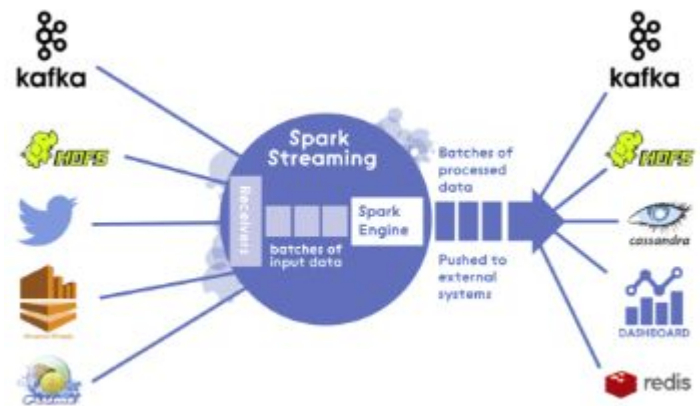 kafka
HDFS
Spark
Streaming
Receivers
batches of
input data
Spark
Engine
Batches of
processed
data
Pushed to
external
systems
kafka
HDFS
cassandra
DASHBOARD
redis